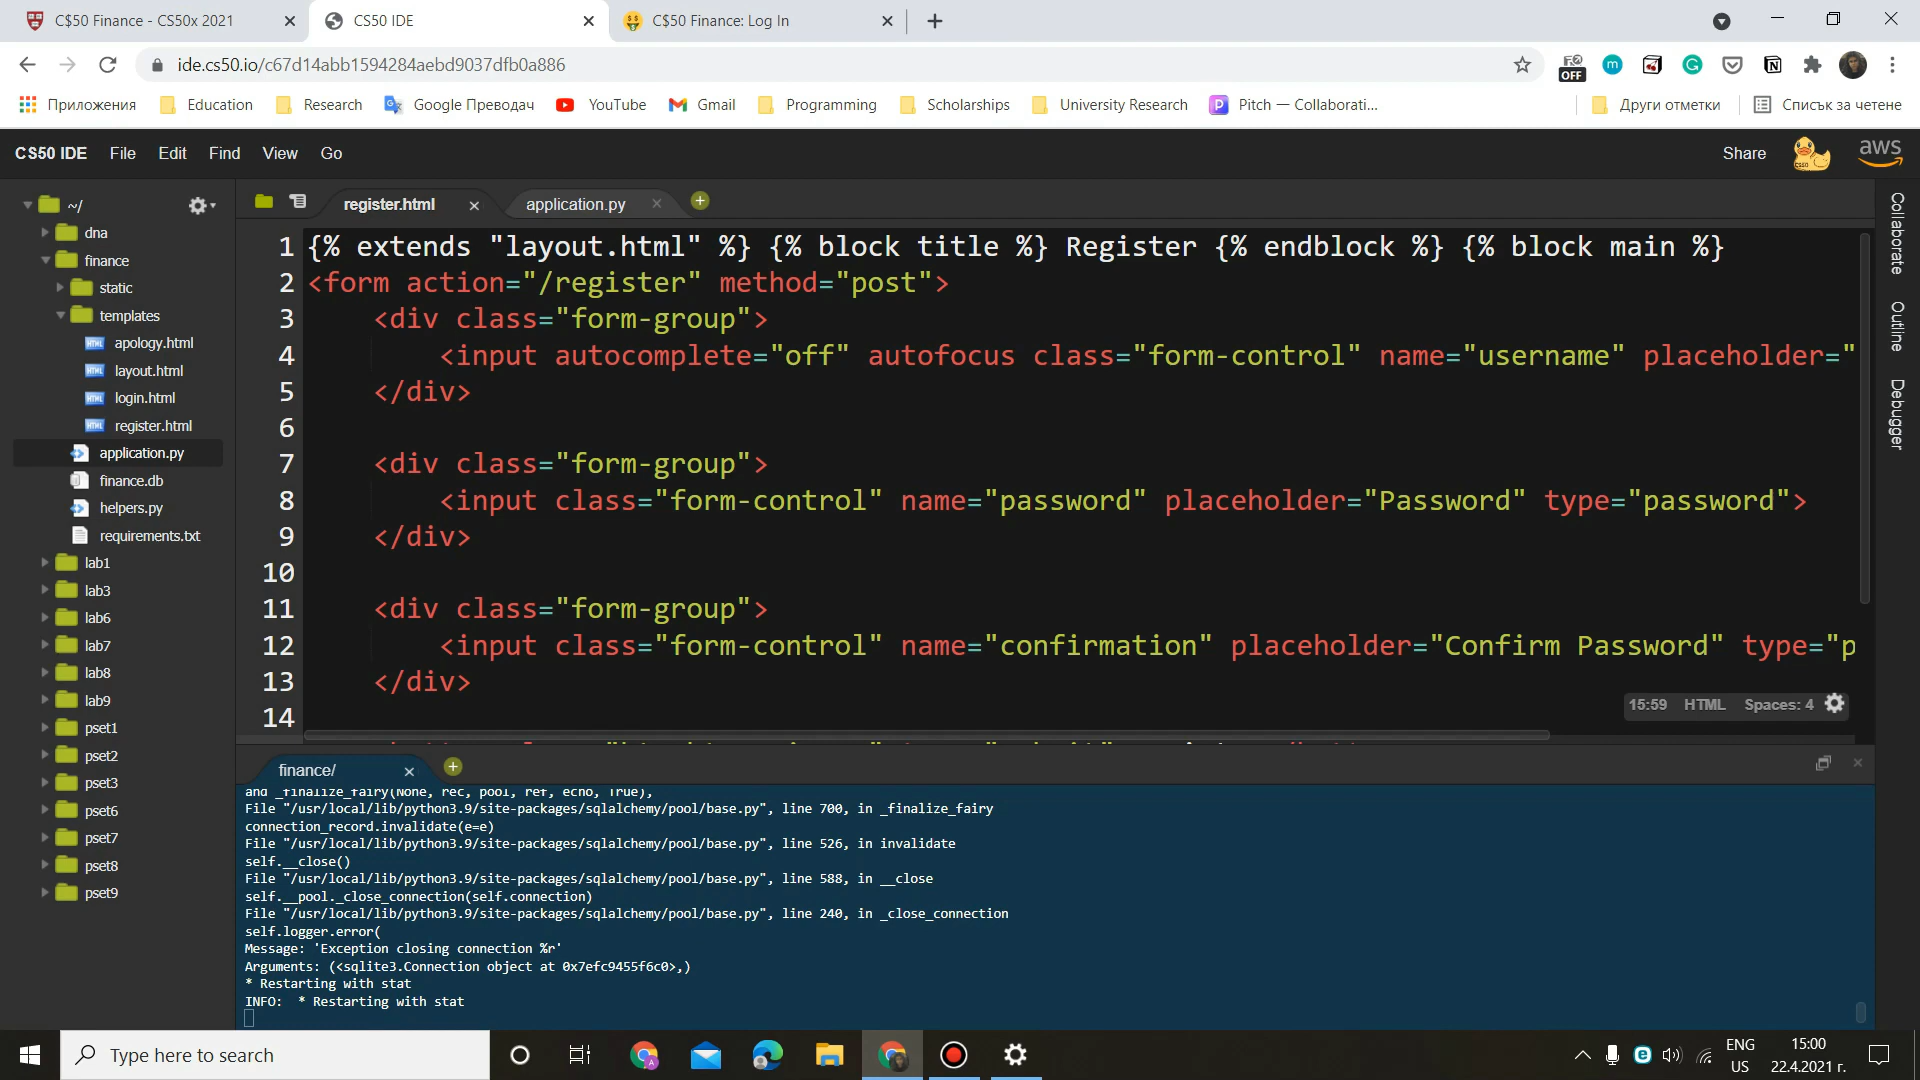 C$50 Finance - CS50x 2021
CS50 IDE
C$50 Finance: Log In
ide.cs50.io/c67d14abb1594284aebd9037dfb0a886
OFF
Приложения
Education
Research
Google Преводач
YouTube
Gmail
Programming
Scholarships
University Research
Pitch — Collaborati...
Други отметки
Списък за четене
CS50 IDE File Edit Find View Go
Share
aws
~/
dna
finance
static
templates
apology.html
layout.html
login.html
register.html
application.py
finance.db
helpers.py
requirements.txt
lab1
lab3
lab6
lab7
lab8
lab9
pset1
pset2
pset3
pset6
pset7
pset8
pset9
register.html
application.py
1 {% extends "layout.html" %} {% block title %} Register {% endblock %} {% block main %}
2 <form action="/register" method="post">
3 <div class="form-group">
4 <input autocomplete="off" autofocus class="form-control" name="username" placeholder="
5 </div>
6
7 <div class="form-group">
8 <input class="form-control" name="password" placeholder="Password" type="password">
9 </div>
10
11 <div class="form-group">
12 <input class="form-control" name="confirmation" placeholder="Confirm Password" type="p
13 </div>
14
15:59 HTML Spaces: 4
Collaborate
Outline
Debugger
finance/
and _finalize_fairy(None, rec, pool, ref, echo, True),
File "/usr/local/lib/python3.9/site-packages/sqlalchemy/pool/base.py", line 700, in _finalize_fairy
connection_record.invalidate(e=e)
File "/usr/local/lib/python3.9/site-packages/sqlalchemy/pool/base.py", line 526, in invalidate
self.__close()
File "/usr/local/lib/python3.9/site-packages/sqlalchemy/pool/base.py", line 588, in __close
self.__pool._close_connection(self.connection)
File "/usr/local/lib/python3.9/site-packages/sqlalchemy/pool/base.py", line 240, in _close_connection
self.logger.error(
Message: 'Exception closing connection %r'
Arguments: (<sqlite3.Connection object at 0x7efc9455f6c0>,)
* Restarting with stat
INFO:  * Restarting with stat
Type here to search
ENG
US
15:00
22.4.2021 г.